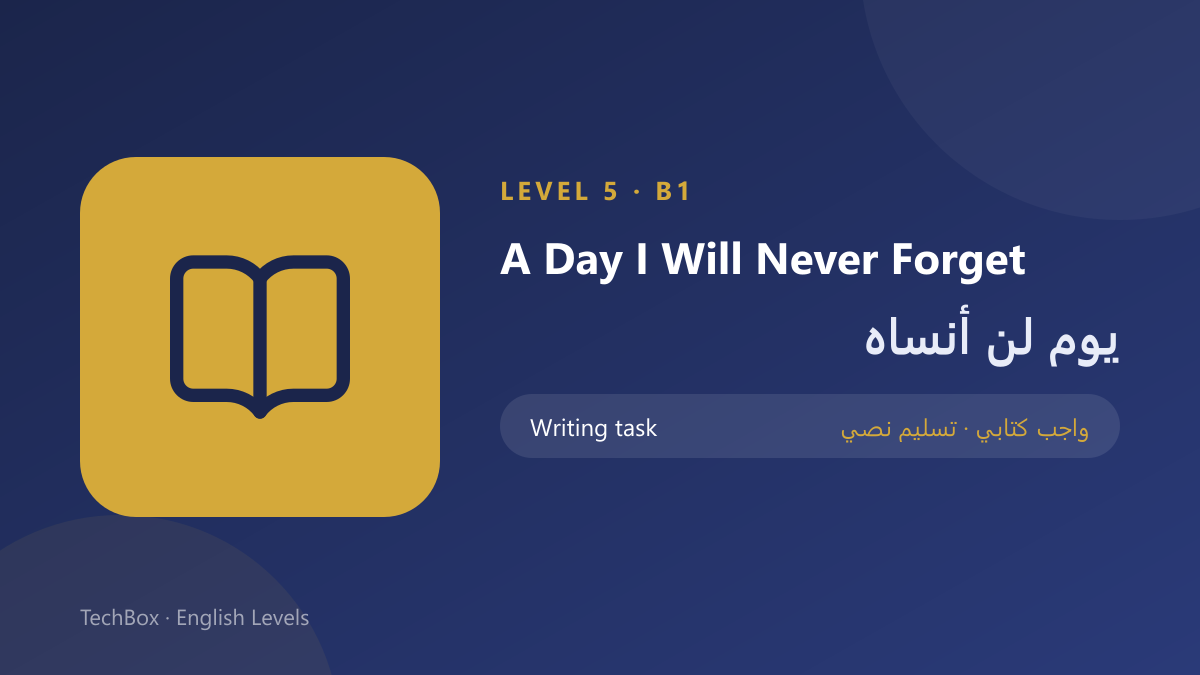 LEVEL 5 · B1
A Day I Will Never Forget
يوم لن أنساه
Writing task
واجب كتابي · تسليم نصي
TechBox · English Levels